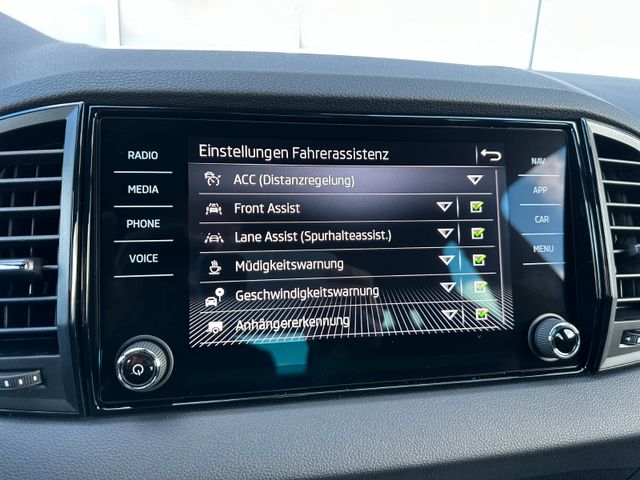 Einstellungen Fahrerassistenz
RADIO
MEDIA
PHONE
VOICE
ACC (Distanzregelung)
Front Assist
Lane Assist (Spurhalteassist.)
Müdigkeitswarnung
Geschwindigkeitswarnung
Anhängererkennung
NAV
APP
CAR
MENU